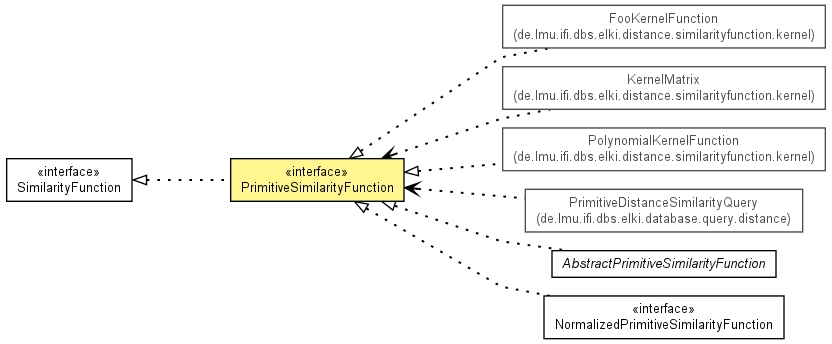 «interface»
SimilarityFunction
«interface»
PrimitiveSimilarityFunction
FooKernelFunction
(de.lmu.ifi.dbs.elki.distance.similarityfunction.kernel)
KernelMatrix
(de.lmu.ifi.dbs.elki.distance.similarityfunction.kernel)
PolynomialKernelFunction
(de.lmu.ifi.dbs.elki.distance.similarityfunction.kernel)
PrimitiveDistanceSimilarityQuery
(de.lmu.ifi.dbs.elki.database.query.distance)
AbstractPrimitiveSimilarityFunction
«interface»
NormalizedPrimitiveSimilarityFunction